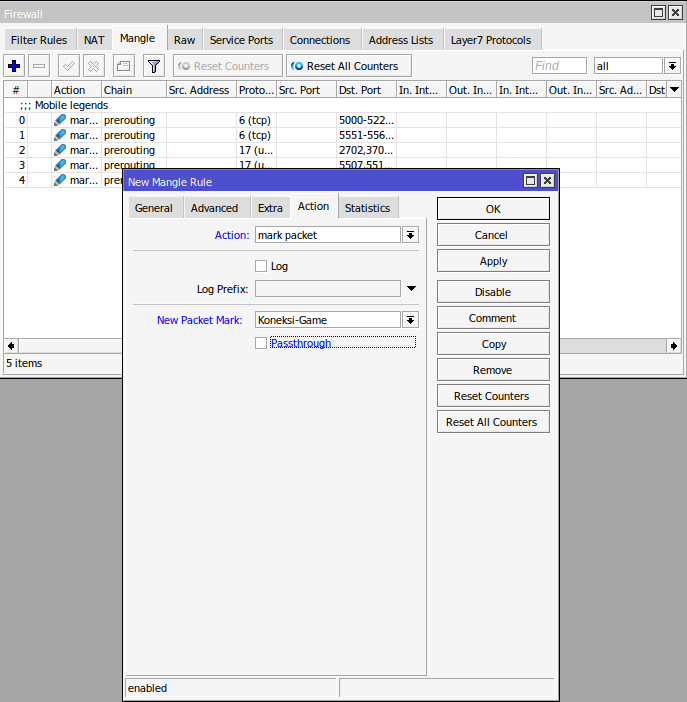 Firewall
Filter Rules NAT Mangle Raw Service Ports Connections Address Lists Layer7 Protocols
Reset Counters Reset All Counters Find all
# Action Chain Src. Address Proto... Src. Port Dst. Port In. Int... Out. In... In. Int... Out. In... Src. Ad... Dst
;;; Mobile legends
0 mar... prerouting 6 (tcp) 5000-522...
1 mar... prerouting 6 (tcp) 5551-556...
2 mar... prerouting 17 (u... 2702,370...
3 mar... prerouting 17 (u... 5507,551...
4 mar... prer
5 items
New Mangle Rule
General Advanced Extra Action Statistics
Action: mark packet
Log
Log Prefix:
New Packet Mark: Koneksi-Game
Passthrough
OK
Cancel
Apply
Disable
Comment
Copy
Remove
Reset Counters
Reset All Counters
enabled